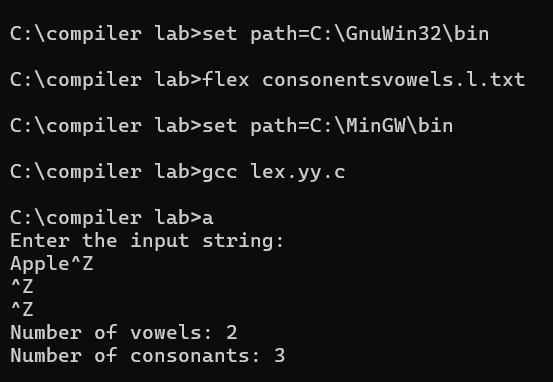 C:\compiler lab>set path=C:\GnuWin32\bin
C:\compiler lab>flex consonentsvowels.l.txt
C:\compiler lab>set path=C:\MinGW\bin
C:\compiler lab>gcc lex.yy.c
C:\compiler lab>a
Enter the input string:
Apple^Z
^Z
^Z
Number of vowels: 2
Number of consonants: 3